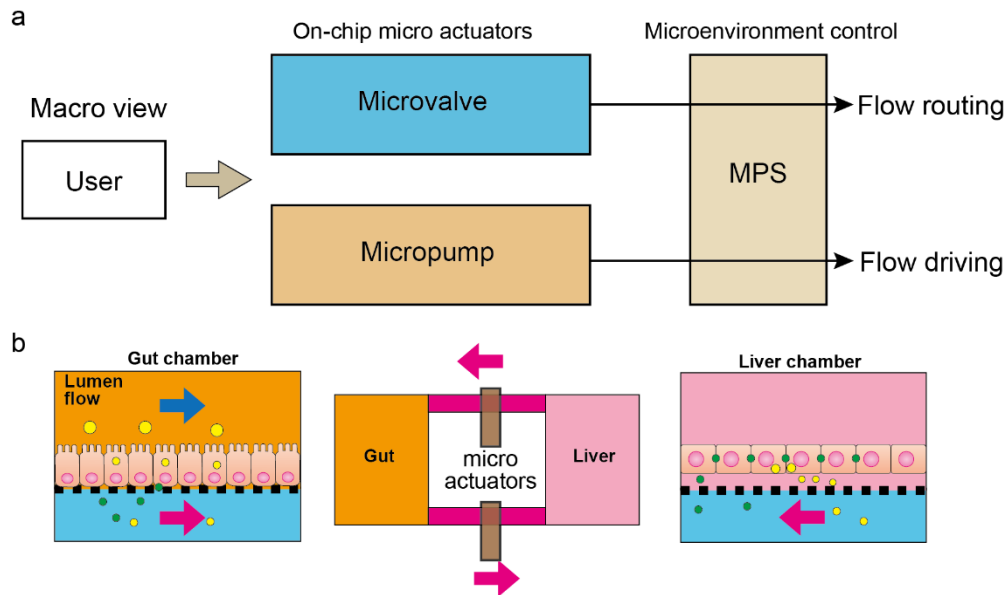 a
On-chip micro actuators
Microenvironment control
Macro view
User
Microvalve
Micropump
MPS
Flow routing
Flow driving
b
Gut chamber
Lumen
flow
Gut
micro
actuators
Liver
Liver chamber